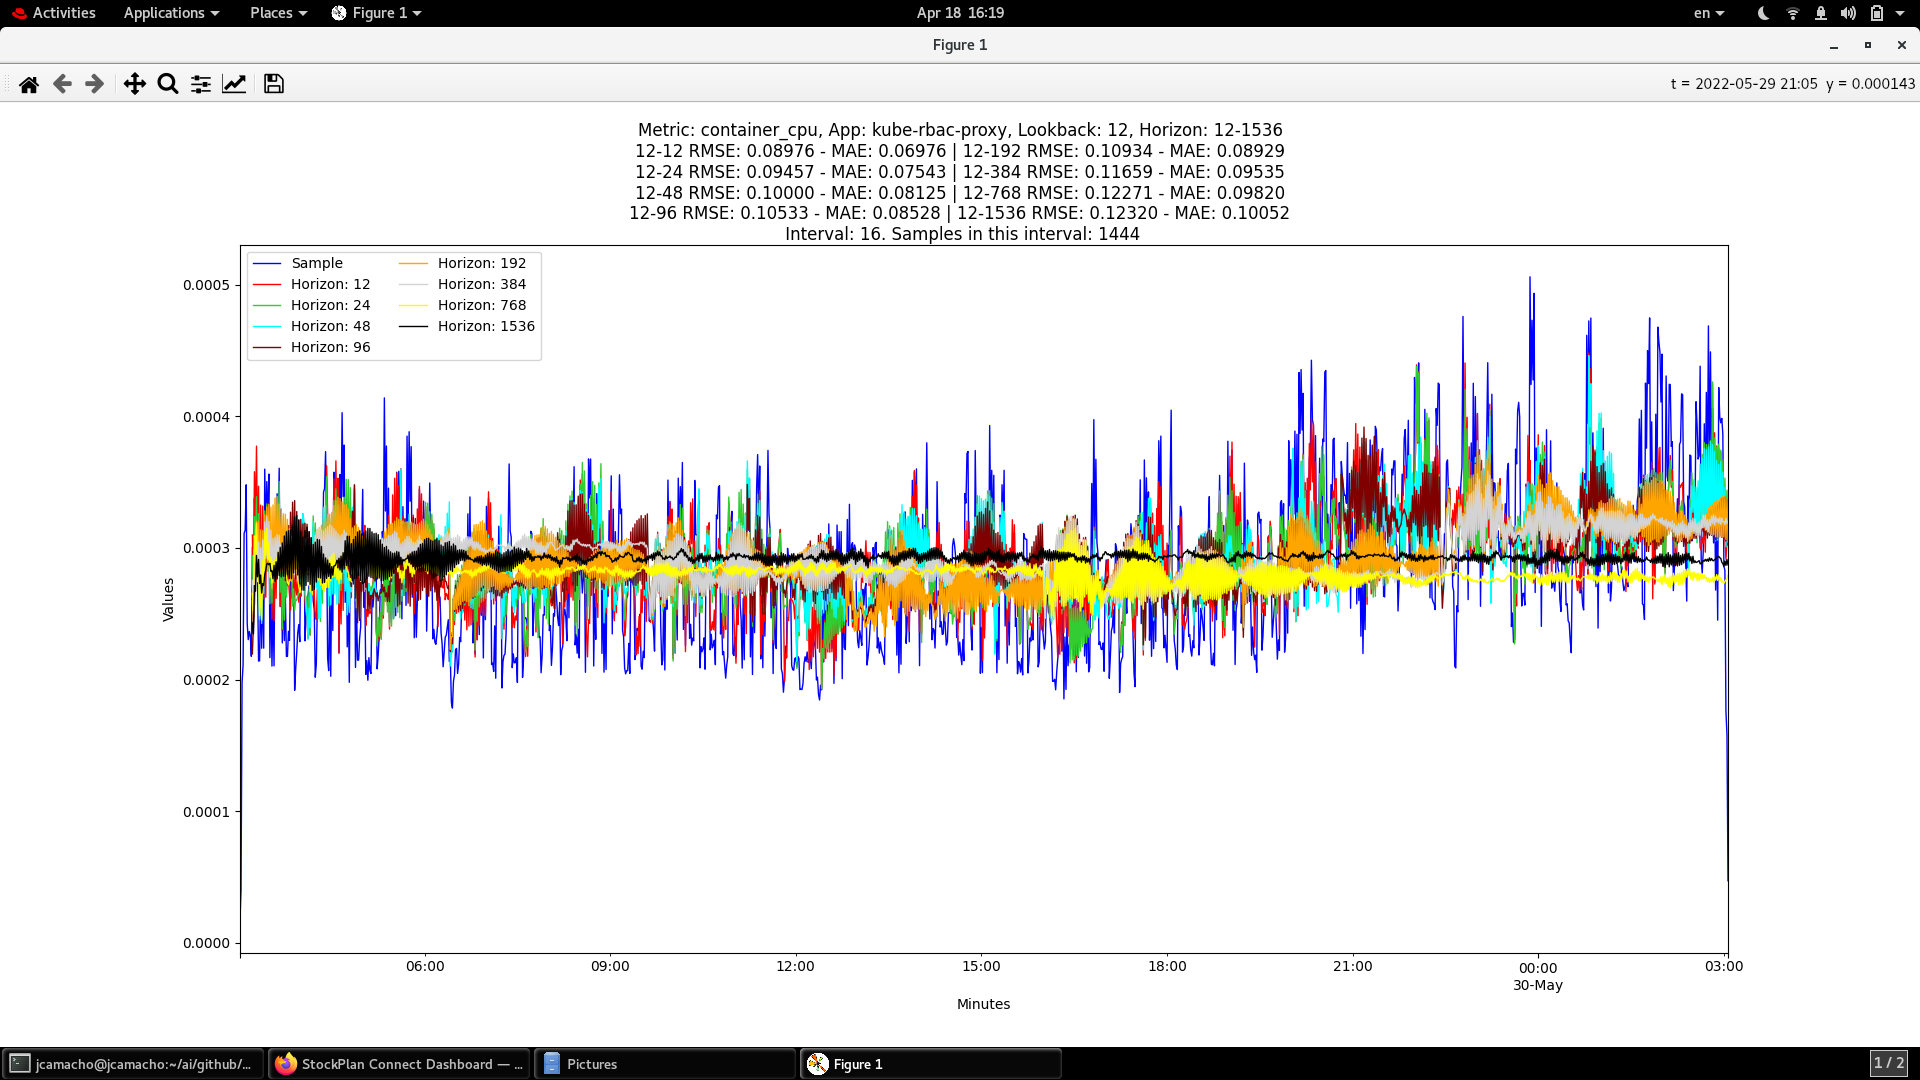 Activities Applications Places Figure 1 Apr 18 16:19 en
Figure 1
t = 2022-05-29 21:05 y = 0.000143
Metric: container_cpu, App: kube-rbac-proxy, Lookback: 12, Horizon: 12-1536
12-12 RMSE: 0.08976 - MAE: 0.06976 | 12-192 RMSE: 0.10934 - MAE: 0.08929
12-24 RMSE: 0.09457 - MAE: 0.07543 | 12-384 RMSE: 0.11659 - MAE: 0.09535
12-48 RMSE: 0.10000 - MAE: 0.08125 | 12-768 RMSE: 0.12271 - MAE: 0.09820
12-96 RMSE: 0.10533 - MAE: 0.08528 | 12-1536 RMSE: 0.12320 - MAE: 0.10052
Interval: 16. Samples in this interval: 1444
Sample
Horizon: 12
Horizon: 24
Horizon: 48
Horizon: 96
Horizon: 192
Horizon: 384
Horizon: 768
Horizon: 1536
0.0005
0.0004
0.0003
0.0002
0.0001
0.0000
Values
06:00 09:00 12:00 15:00 18:00 21:00 00:00 03:00
30-May
Minutes
jcamacho@jcamacho:~/ai/github/... StockPlan Connect Dashboard — ... Pictures Figure 1 1 / 2